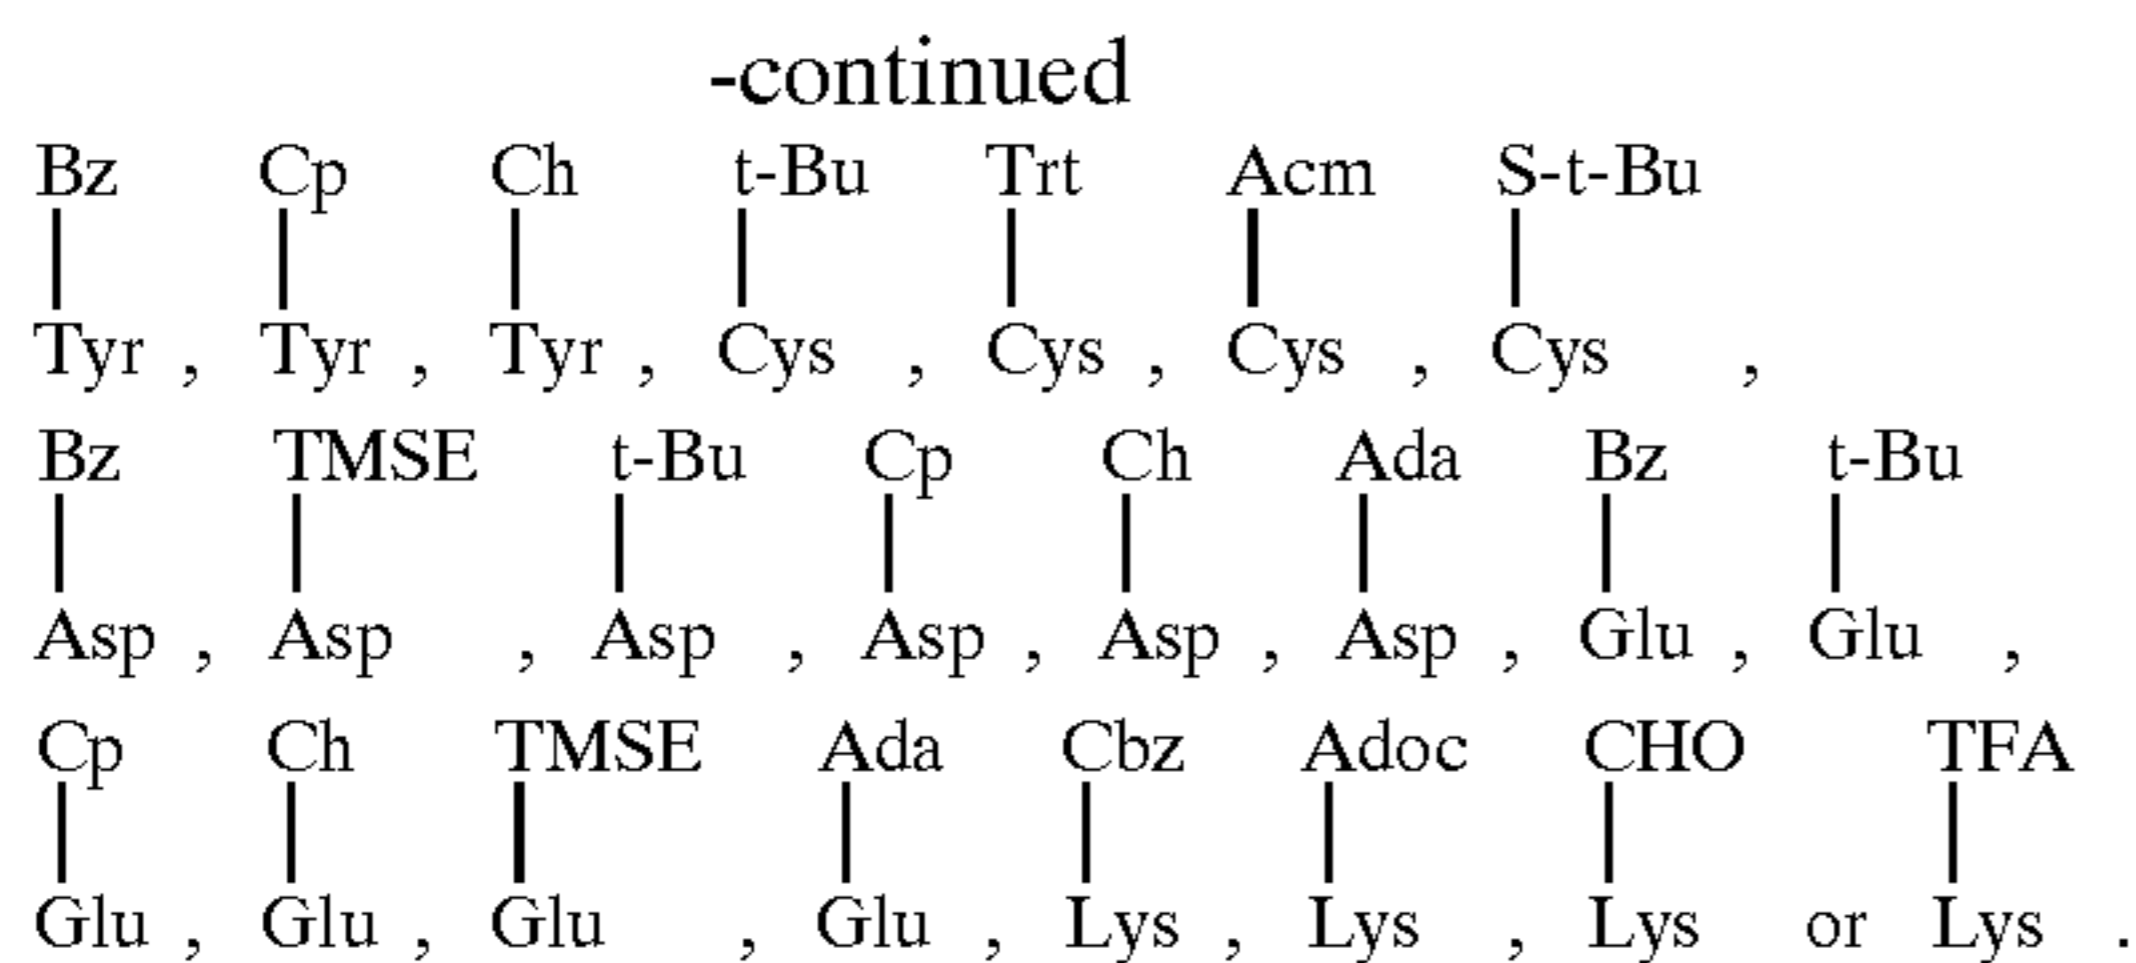 -continued
Bz Cp Ch t-Bu Trt Acm S-t-Bu
Tyr , Tyr , Tyr , Cys , Cys , Cys , Cys ,
Bz TMSE t-Bu Cp Ch Ada Bz t-Bu
Asp , Asp , Asp , Asp , Asp , Asp , Glu , Glu ,
Cp Ch TMSE Ada Cbz Adoc CHO TFA
Glu , Glu , Glu , Glu , Lys , Lys , Lys or Lys .